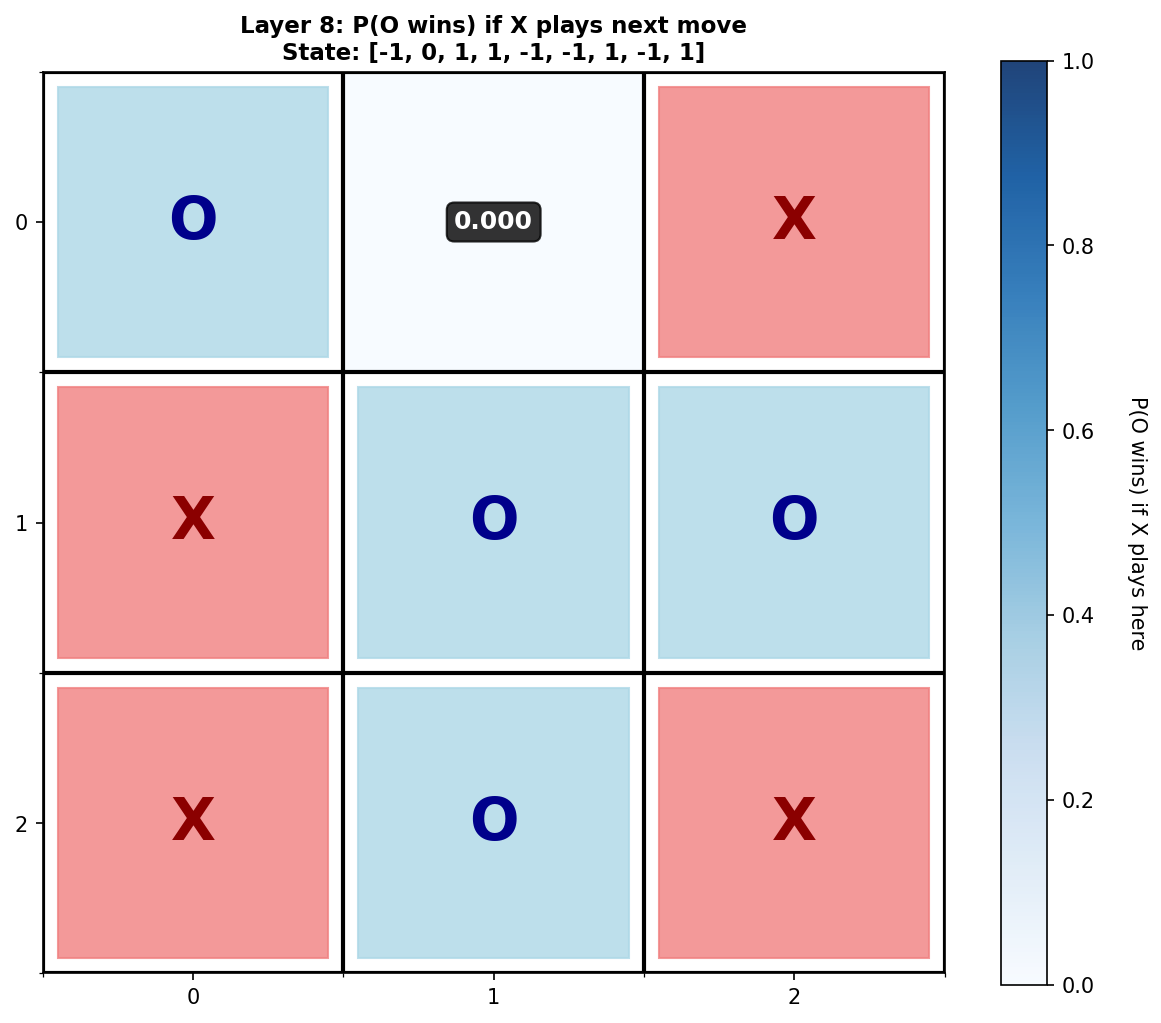 Layer 8: P(O wins) if X plays next move
State: [-1, 0, 1, 1, -1, -1, 1, -1, 1]
0
O
0.000
X
1
X
O
O
2
X
O
X
0
1
2
1.0
0.8
0.6
0.4
0.2
0.0
P(O wins) if X plays here